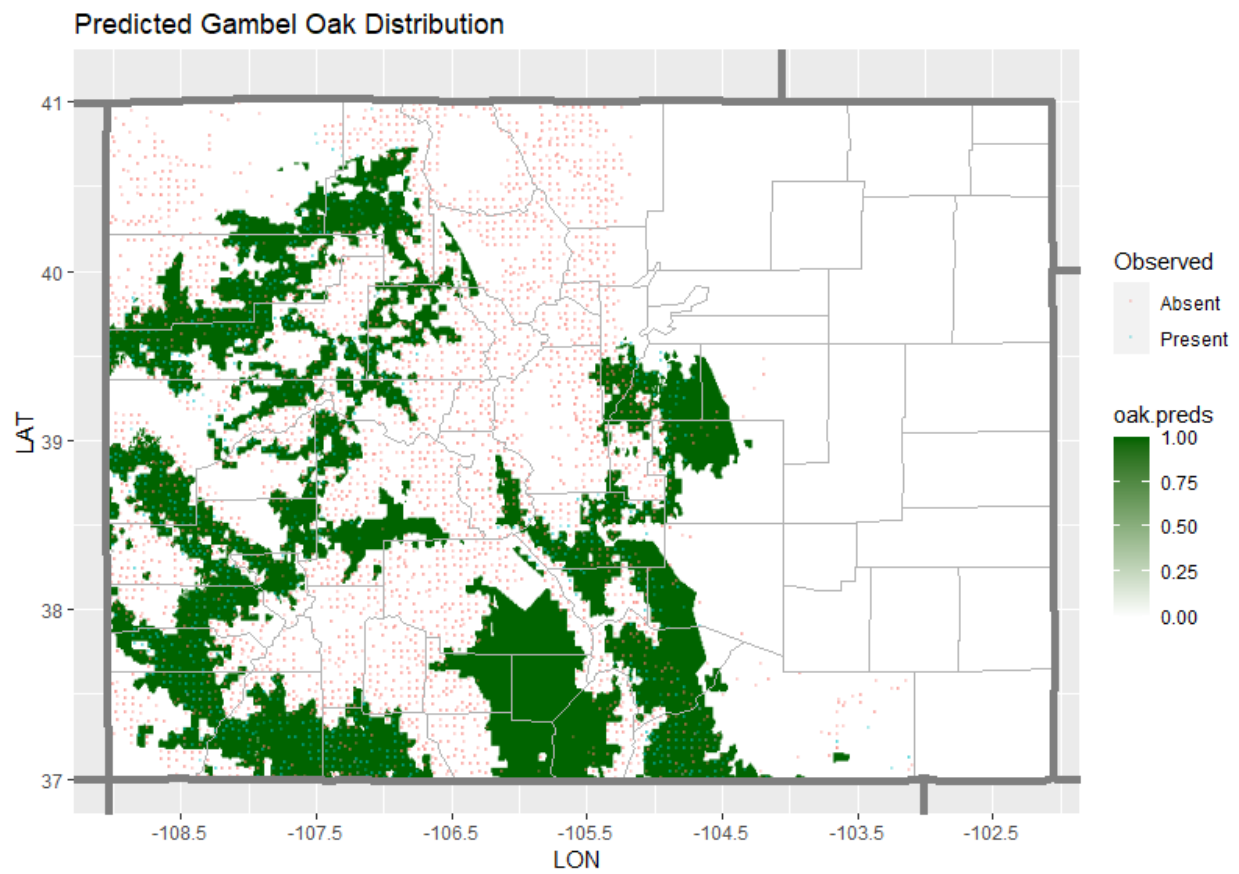 Predicted Gambel Oak Distribution
41
40
39
38
37
LAT
-108.5 -107.5 -106.5 -105.5 -104.5 -103.5 -102.5
LON
Observed
Absent
Present
oak.preds
1.00
0.75
0.50
0.25
0.00